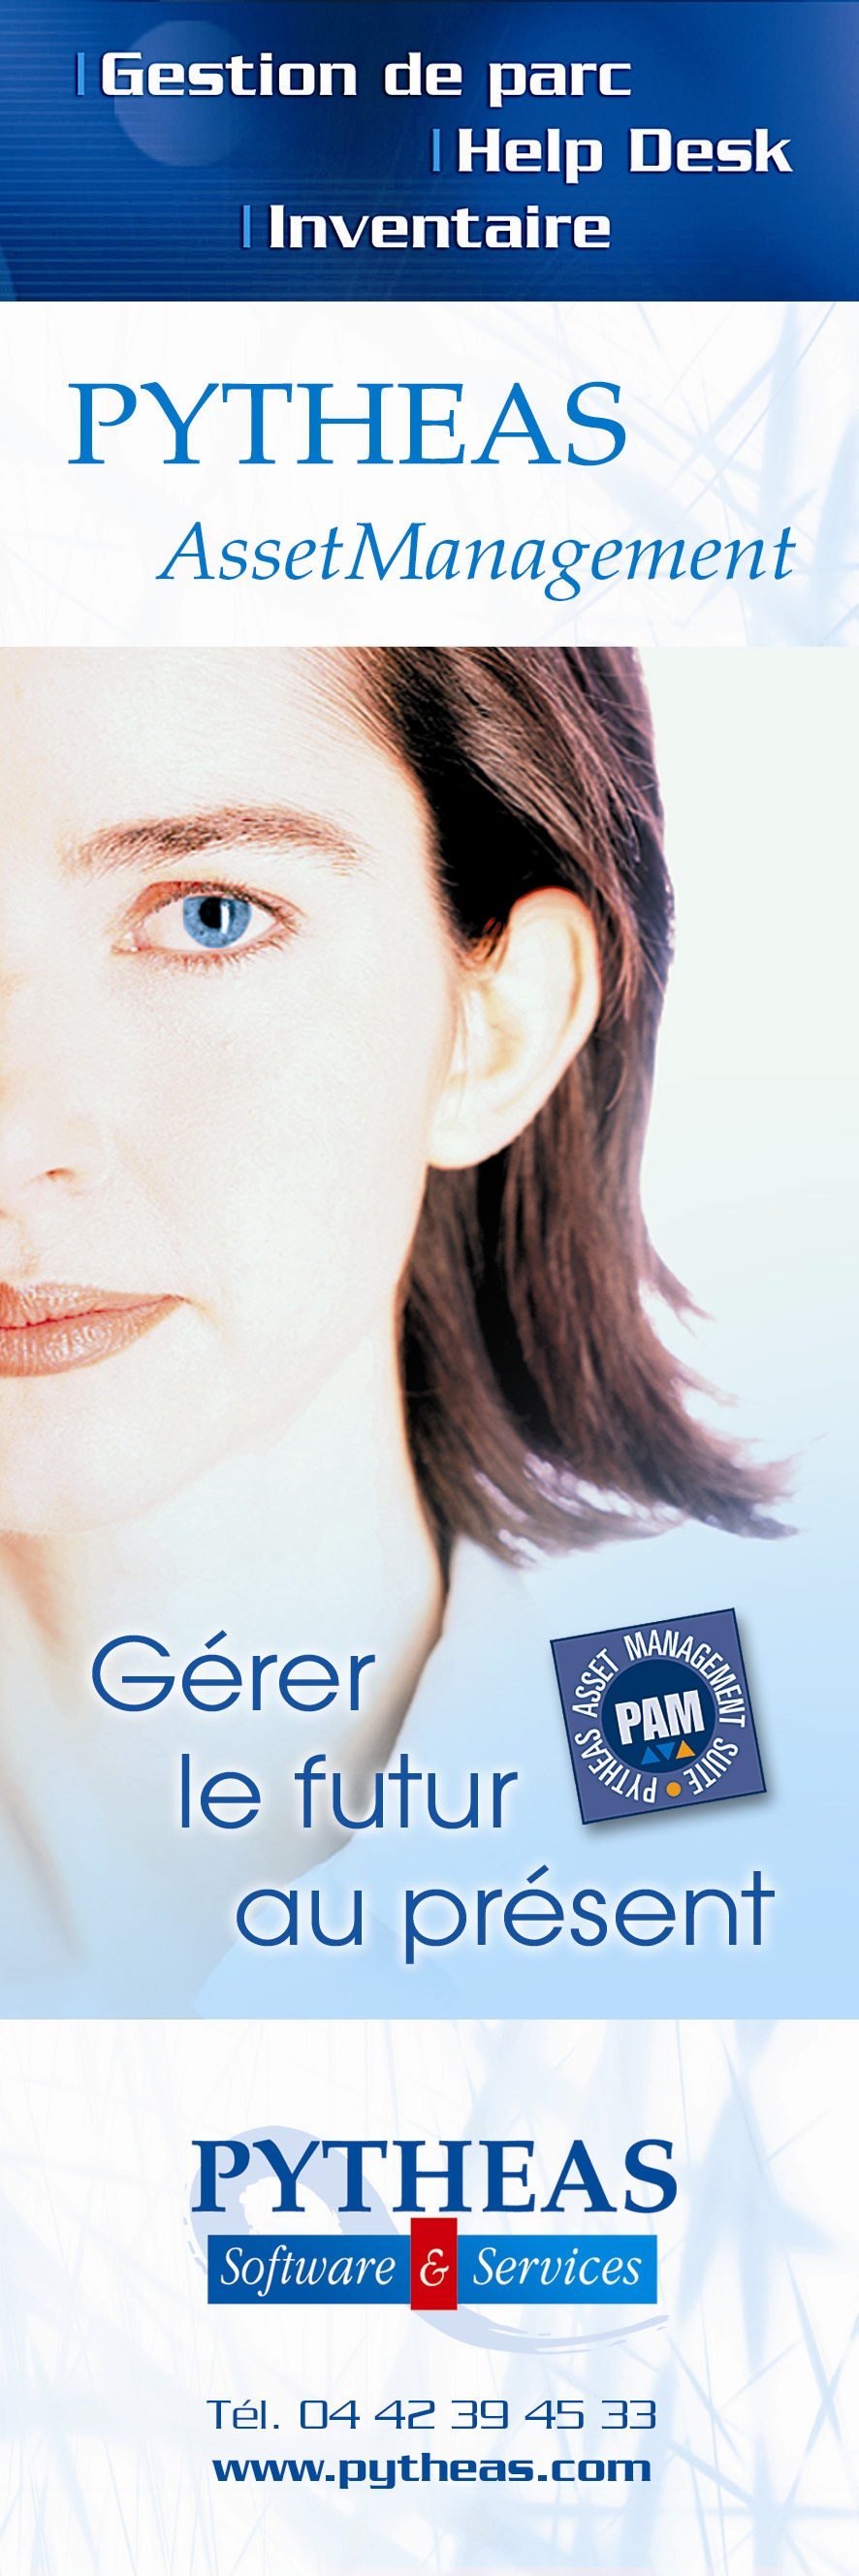 Gestion de parc
Help Desk
Inventaire
PYTHEAS
AssetManagement
Gérer
le futur
au présent
PYTHEAS ASSET MANAGEMENT SUITE
PAM
PYTHEAS
Software & Services
Tél. 04 42 39 45 33
www.pytheas.com